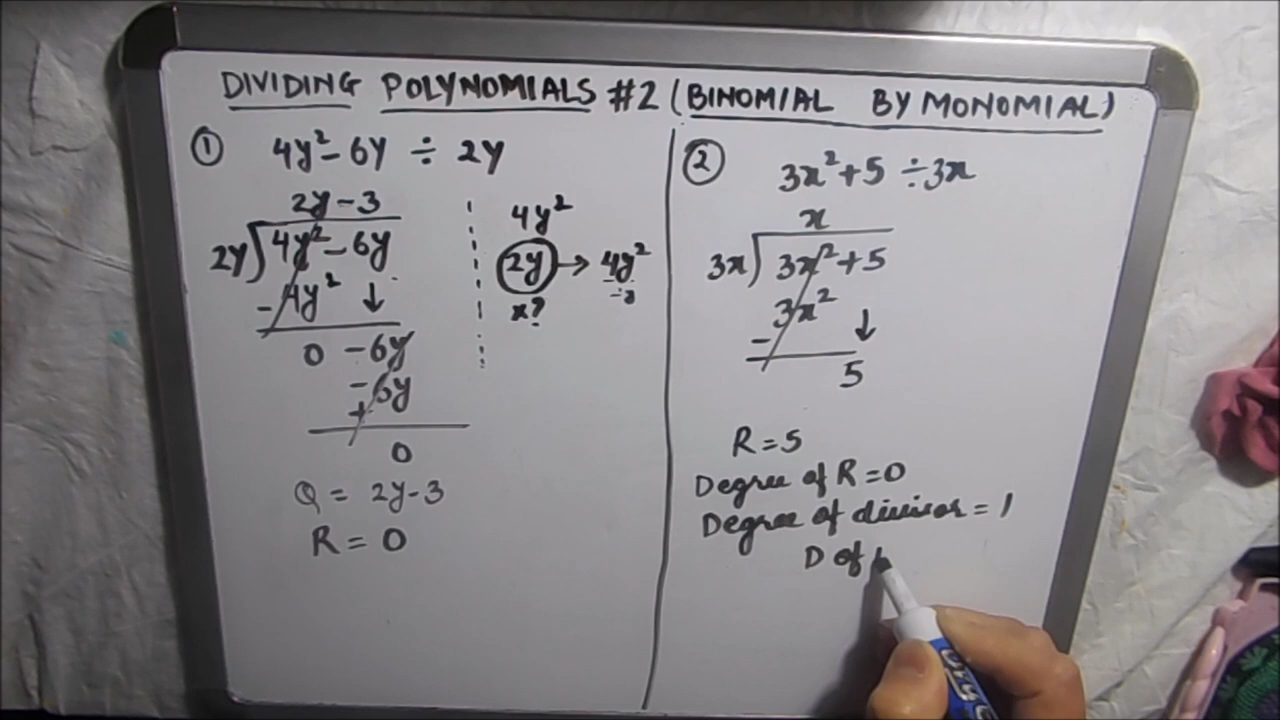 DIVIDING POLYNOMIALS #2 (BINOMIAL BY MONOMIAL)
① 4y²-6y ÷ 2y
2y-3
2y) 4y²-6y
-4y² ↓
0 -6y
-6y
+
0
Q = 2y-3
R = 0
4y²
2y → 4y²
x?
② 3x²+5 ÷3x
x
3x) 3x²+5
3x² ↓
-
5
R=5
Degree of R=0
Degree of divisor = 1
D of